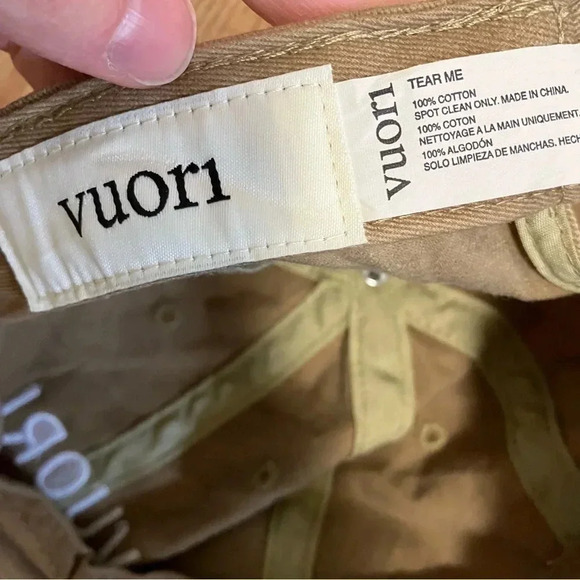 vuori
vuori
TEAR ME
100% COTTON
SPOT CLEAN ONLY. MADE IN CHINA.
100% COTON
NETTOYAGE A LA MAIN UNIQUEMENT.
100% ALGODÓN
SOLO LIMPIEZA DE MANCHAS. HECH